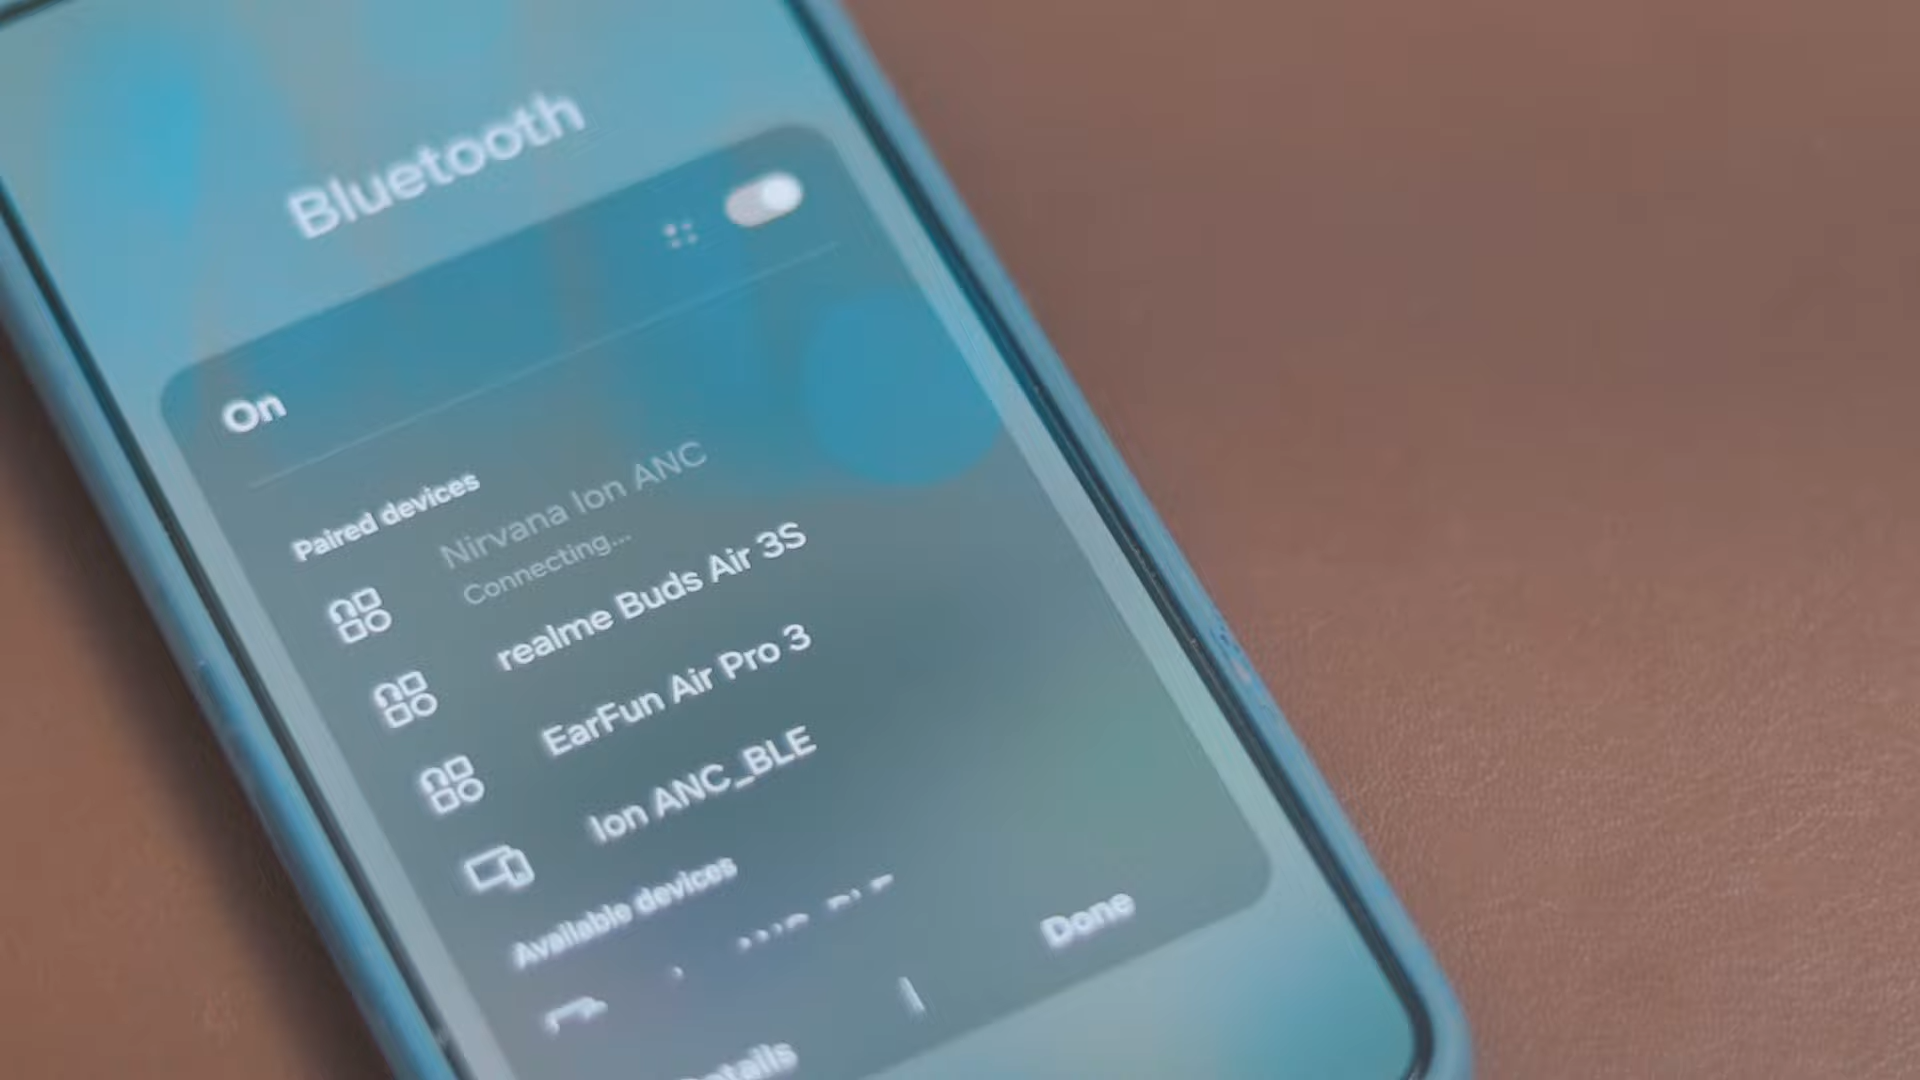 Bluetooth
On
Paired devices
Nirvana Ion ANC
Connecting...
realme Buds Air 3S
EarFun Air Pro 3
Ion ANC_BLE
Available devices
Done
Details